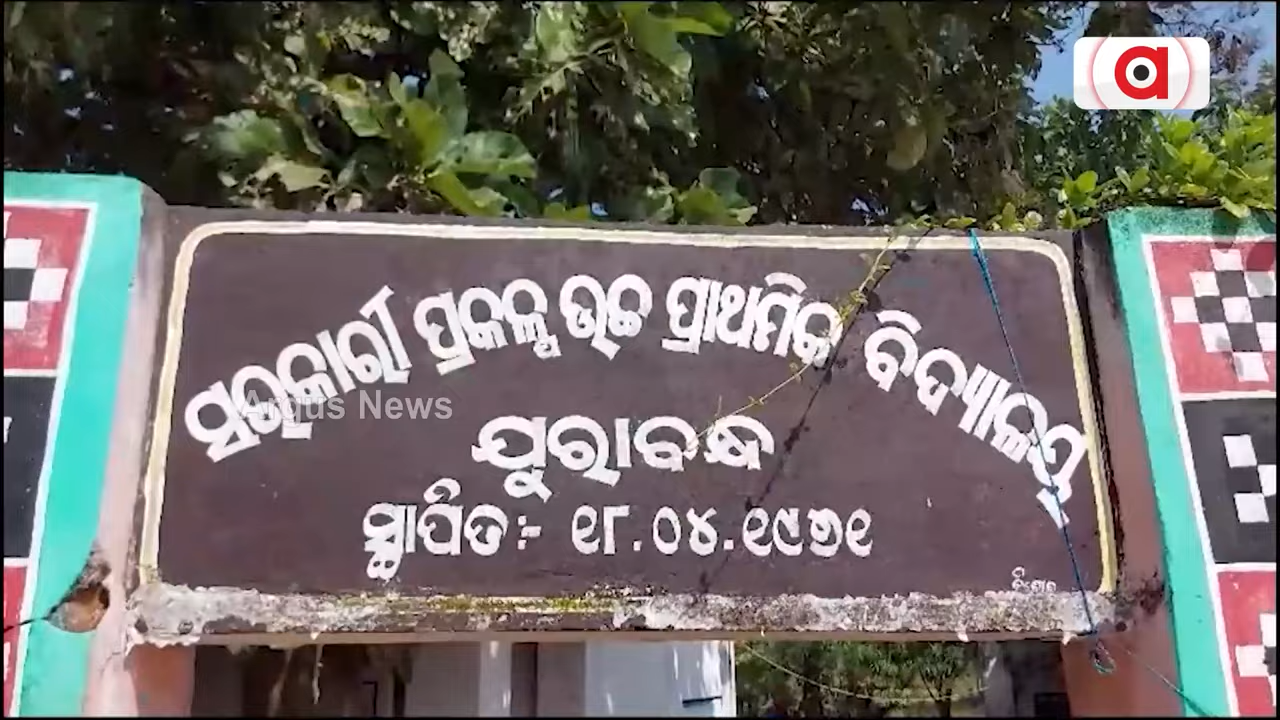 ସରକାରୀ ପ୍ରକଳ୍ପ ଉଚ୍ଚ ପ୍ରାଥମିକ ବିଦ୍ୟାଳୟ
ଯୁରାବନ୍ଧ
ସ୍ଥାପିତ:- ୧୮.୦୪.୧୯୭୧
Argus News
a